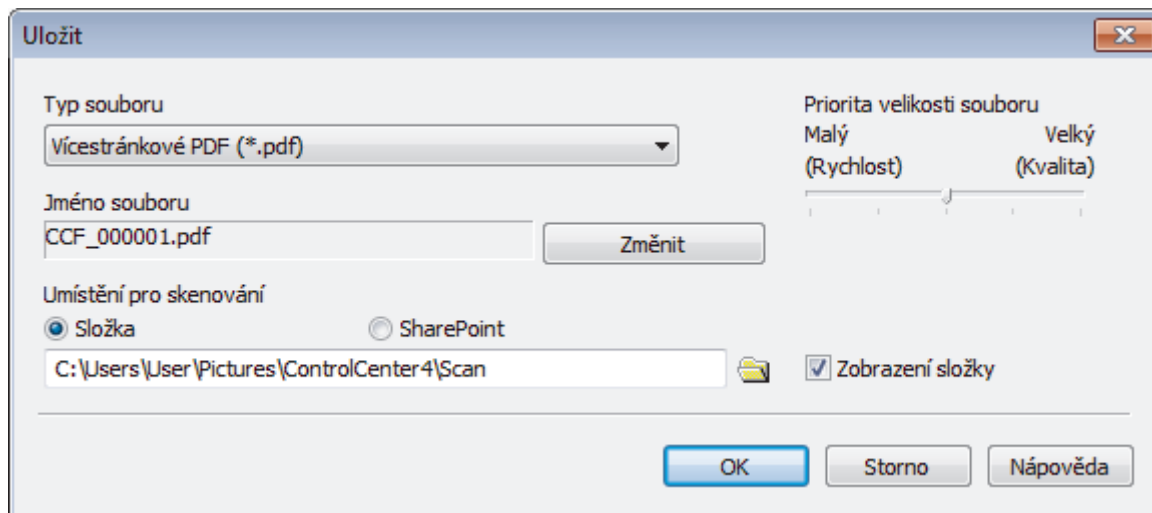 Uložit
Typ souboru
Vícestránkové PDF (*.pdf)
Priorita velikosti souboru
Malý Velký
(Rychlost) (Kvalita)
Jméno souboru
CCF_000001.pdf
Změnit
Umístění pro skenování
Složka SharePoint
C:\Users\User\Pictures\ControlCenter4\Scan
Zobrazení složky
OK Storno Nápověda